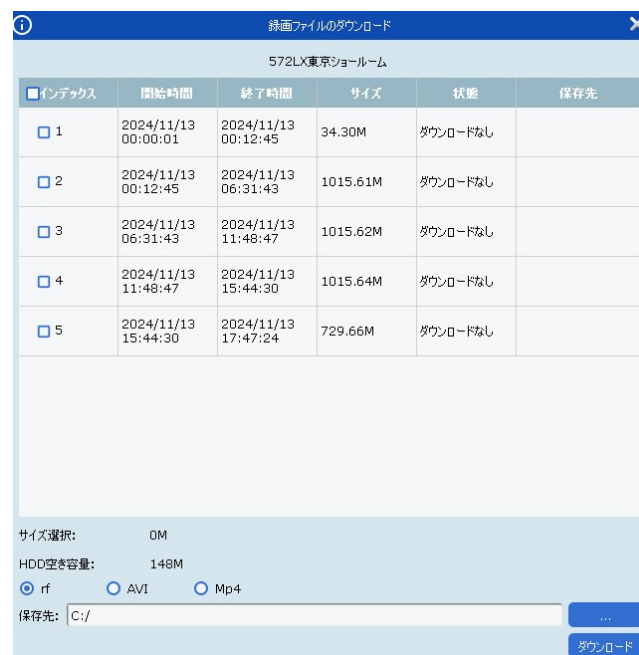 録画ファイルのダウンロード
572LX東京ショールーム
インデックス 開始時間 終了時間 サイズ 状態 保存先
1 2024/11/13 00:00:01 2024/11/13 00:12:45 34.30M ダウンロードなし
2 2024/11/13 00:12:45 2024/11/13 06:31:43 1015.61M ダウンロードなし
3 2024/11/13 06:31:43 2024/11/13 11:48:47 1015.62M ダウンロードなし
4 2024/11/13 11:48:47 2024/11/13 15:44:30 1015.64M ダウンロードなし
5 2024/11/13 15:44:30 2024/11/13 17:47:24 729.66M ダウンロードなし
サイズ選択: 0M
HDD空き容量: 148M
rf AVI Mp4
保存先: C:/ ...
ダウンロード